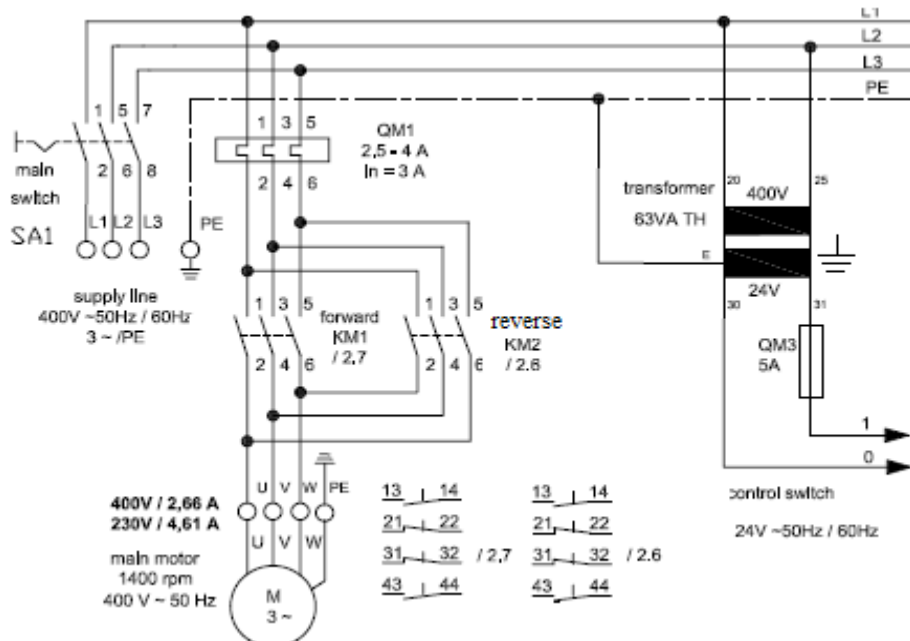 L1
L2
L3
PE
1 5 7
1 3 5
QM1
2,5 - 4 A
In = 3 A
main
switch
SA1
2 6 8
2 4 6
L1 L2 L3
PE
transformer
63VA TH
20
400V
25
E
24V
30
31
QM3
5A
supply line
400V ~50Hz / 60Hz
3 ~ /PE
1 3 5
forward
KM1
/ 2.7
2 4 6
1 3 5
reverse
KM2
/ 2.6
2 4 6
1
0
control switch
24V ~50Hz / 60Hz
U V W PE
400V / 2,66 A
230V / 4,61 A
U V W
main motor
1400 rpm
400 V ~ 50 Hz
M
3 ~
13 14
21 22
31 32 / 2,7
43 44
13 14
21 22
31 32 / 2.6
43 44